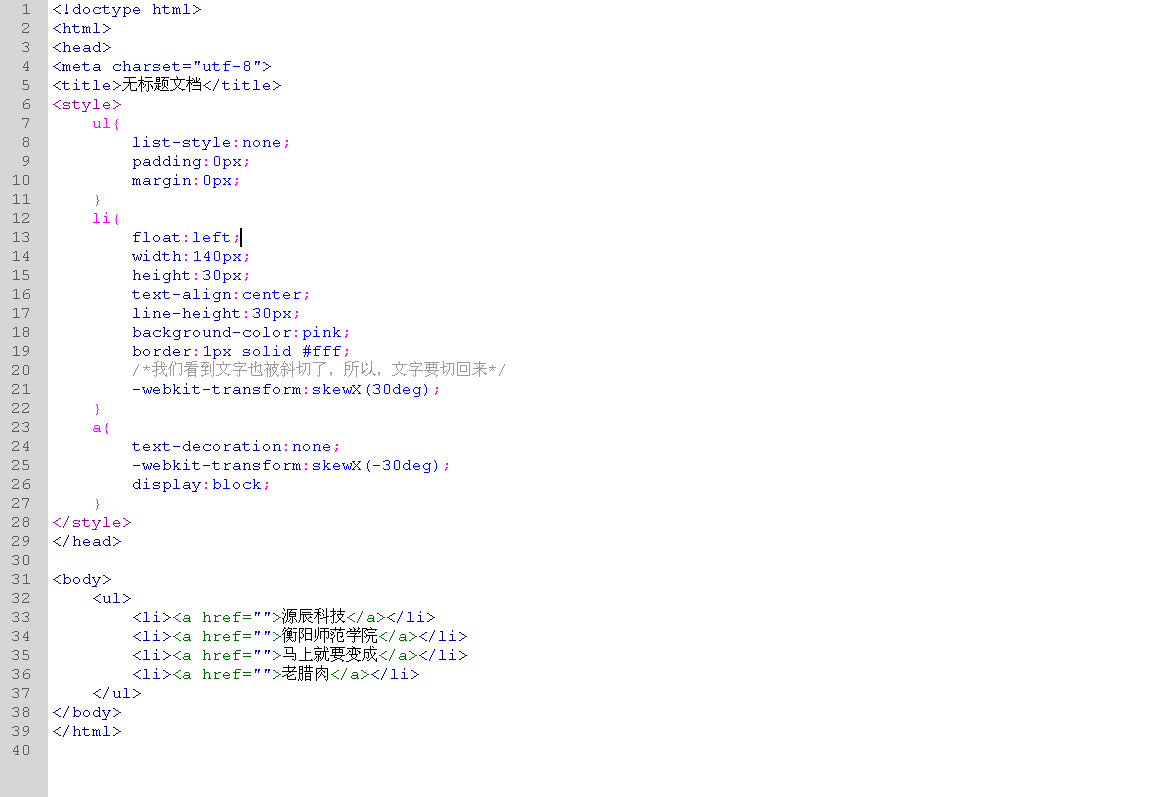 1 <!doctype html>
2 <html>
3 <head>
4 <meta charset="utf-8">
5 <title>无标题文档</title>
6 <style>
7 ul{
8 list-style:none;
9 padding:0px;
10 margin:0px;
11 }
12 li{
13 float:left;
14 width:140px;
15 height:30px;
16 text-align:center;
17 line-height:30px;
18 background-color:pink;
19 border:1px solid #fff;
20 /*我们看到文字也被斜切了，所以，文字要切回来*/
21 -webkit-transform:skewX(30deg);
22 }
23 a{
24 text-decoration:none;
25 -webkit-transform:skewX(-30deg);
26 display:block;
27 }
28 </style>
29 </head>
30
31 <body>
32 <ul>
33 <li><a href="">源辰科技</a></li>
34 <li><a href="">衡阳师范学院</a></li>
35 <li><a href="">马上就要变成</a></li>
36 <li><a href="">老腊肉</a></li>
37 </ul>
38 </body>
39 </html>
40